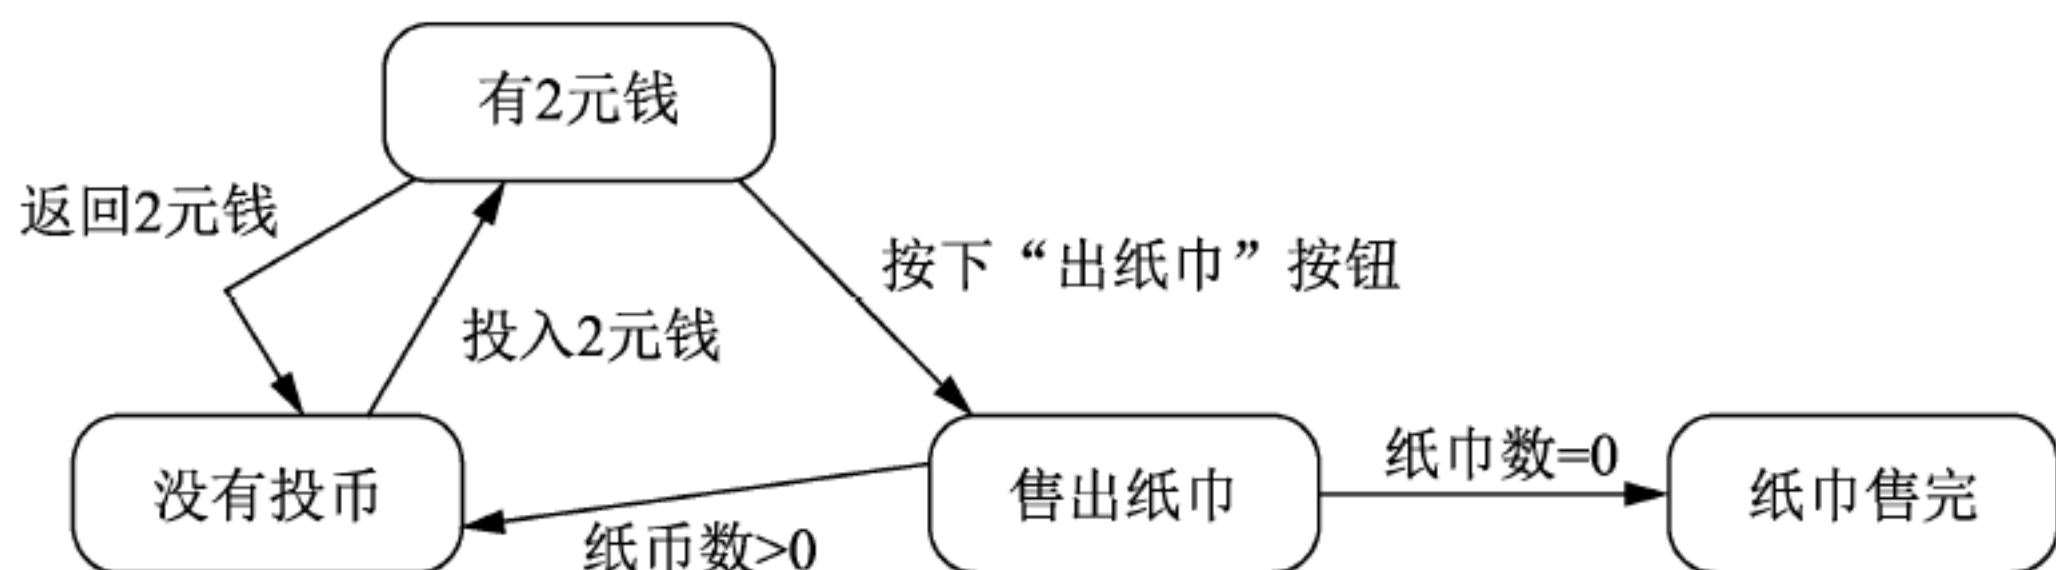 有2元钱
返回2元钱
按下“出纸巾”按钮
投入2元钱
没有投币
售出纸巾
纸巾数=0
纸巾售完
纸币数>0